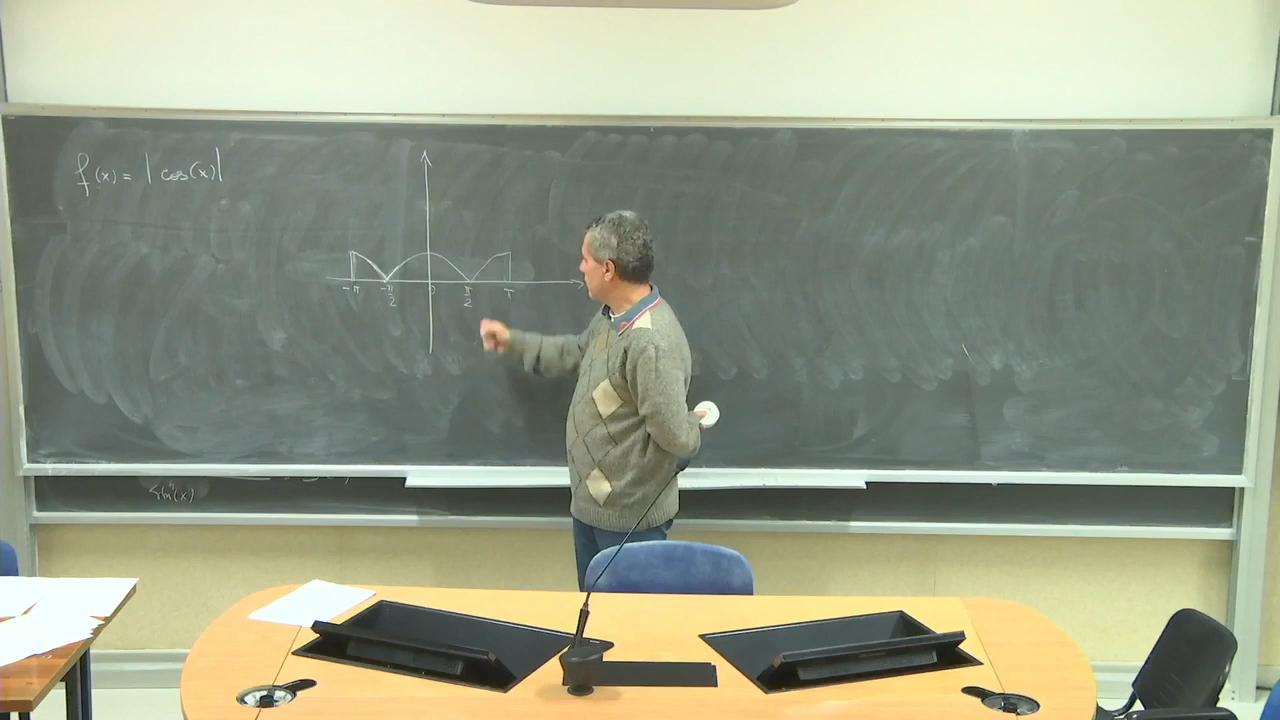 f(x) = |cos(x)|
-π -π/2 0 π/2 π
sin(x)